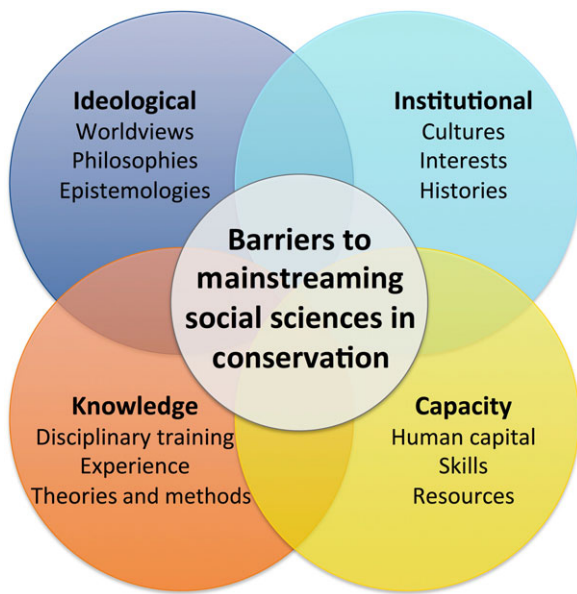 Ideological
Worldviews
Philosophies
Epistemologies
Institutional
Cultures
Interests
Histories
Barriers to
mainstreaming
social sciences in
conservation
Knowledge
Disciplinary training
Experience
Theories and methods
Capacity
Human capital
Skills
Resources